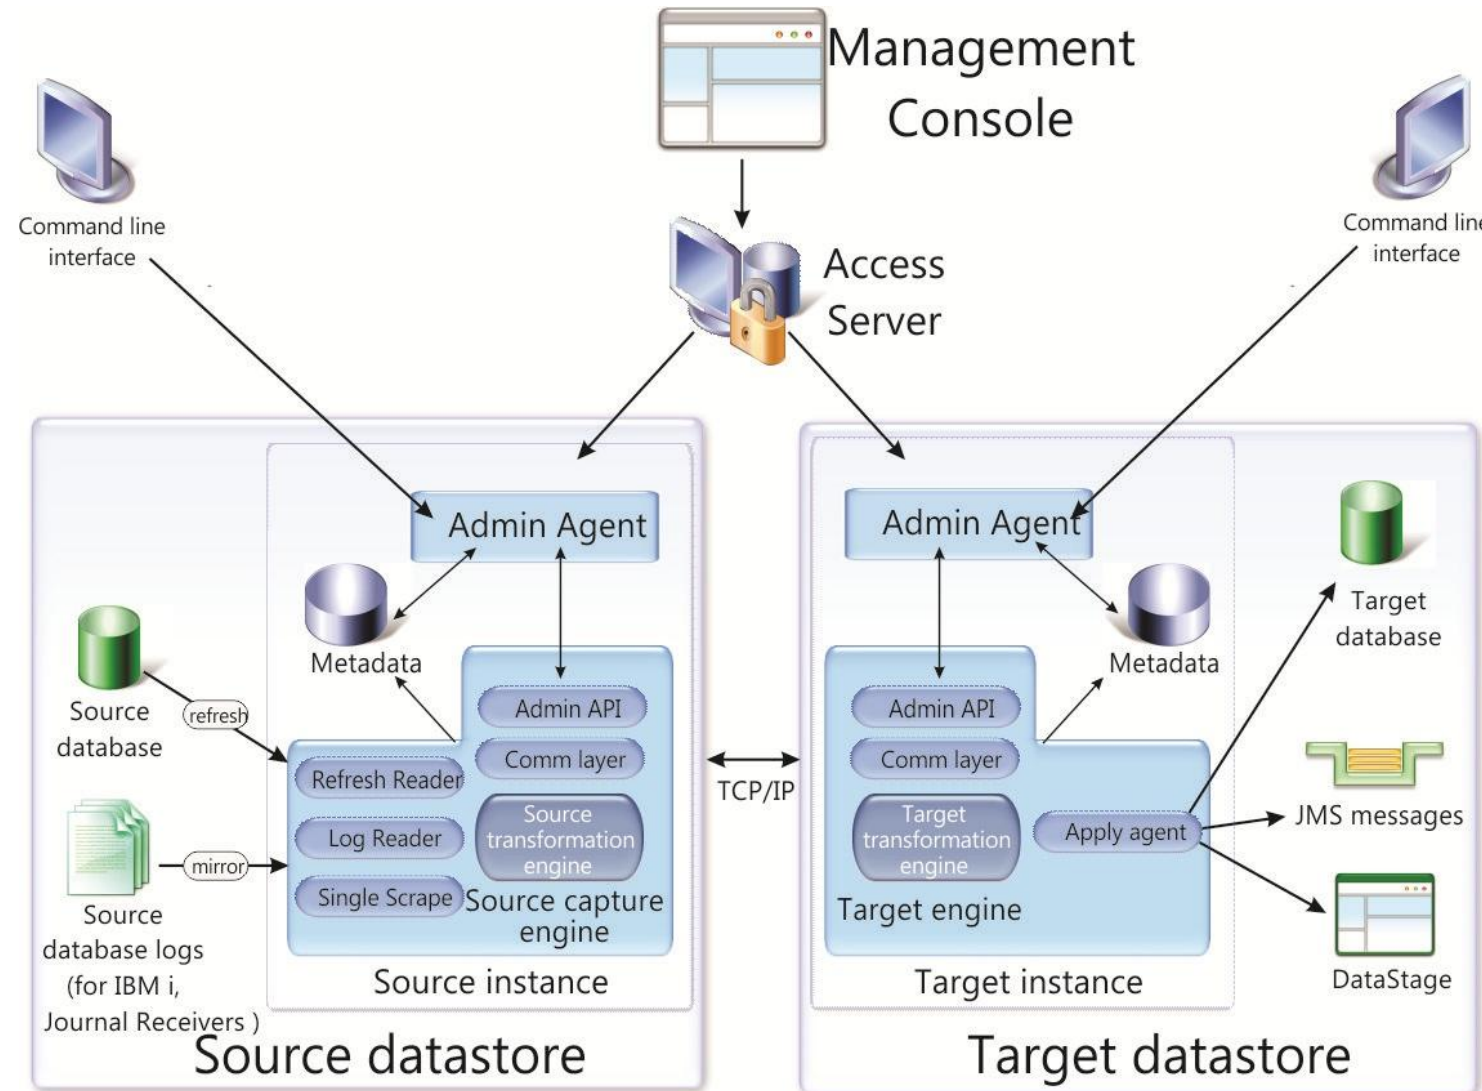 Management
Console
Command line
interface
Command line
interface
Access
Server
Admin Agent
Admin Agent
Metadata
Metadata
Source
database
refresh
Target
database
Admin API
Comm layer
Refresh Reader
Log Reader
Single Scrape
Source
transformation
engine
Source capture
engine
mirror
TCP/IP
Admin API
Comm layer
Target
transformation
engine
Apply agent
Target engine
JMS messages
DataStage
Source
database logs
(for IBM i,
Journal Receivers )
Source instance
Target instance
Source datastore
Target datastore